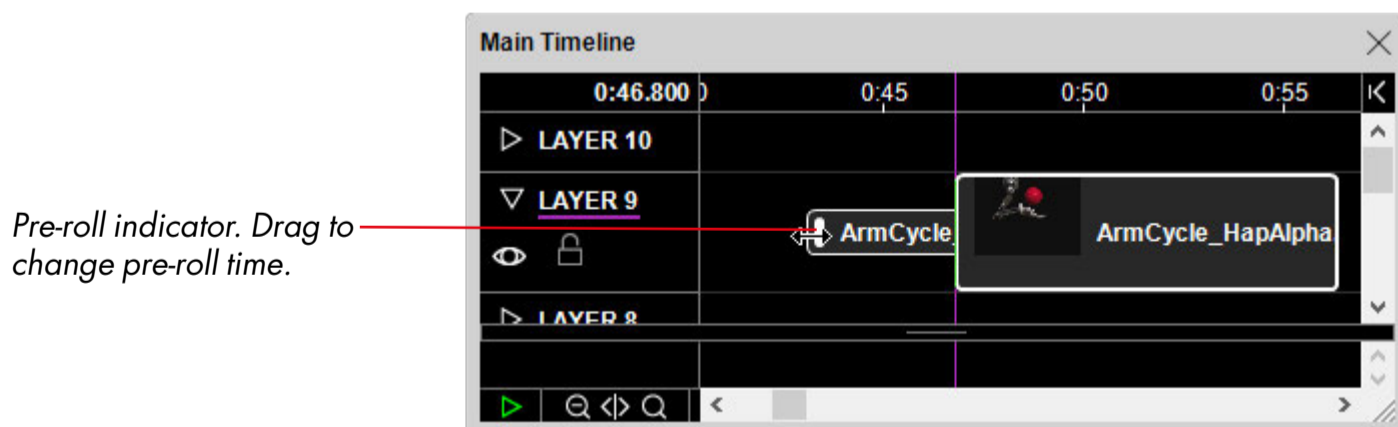 Main Timeline
0:46.800
0:45
0:50
0:55
LAYER 10
LAYER 9
Pre-roll indicator. Drag to
change pre-roll time.
ArmCycle_
ArmCycle_HapAlpha
LAYER 8